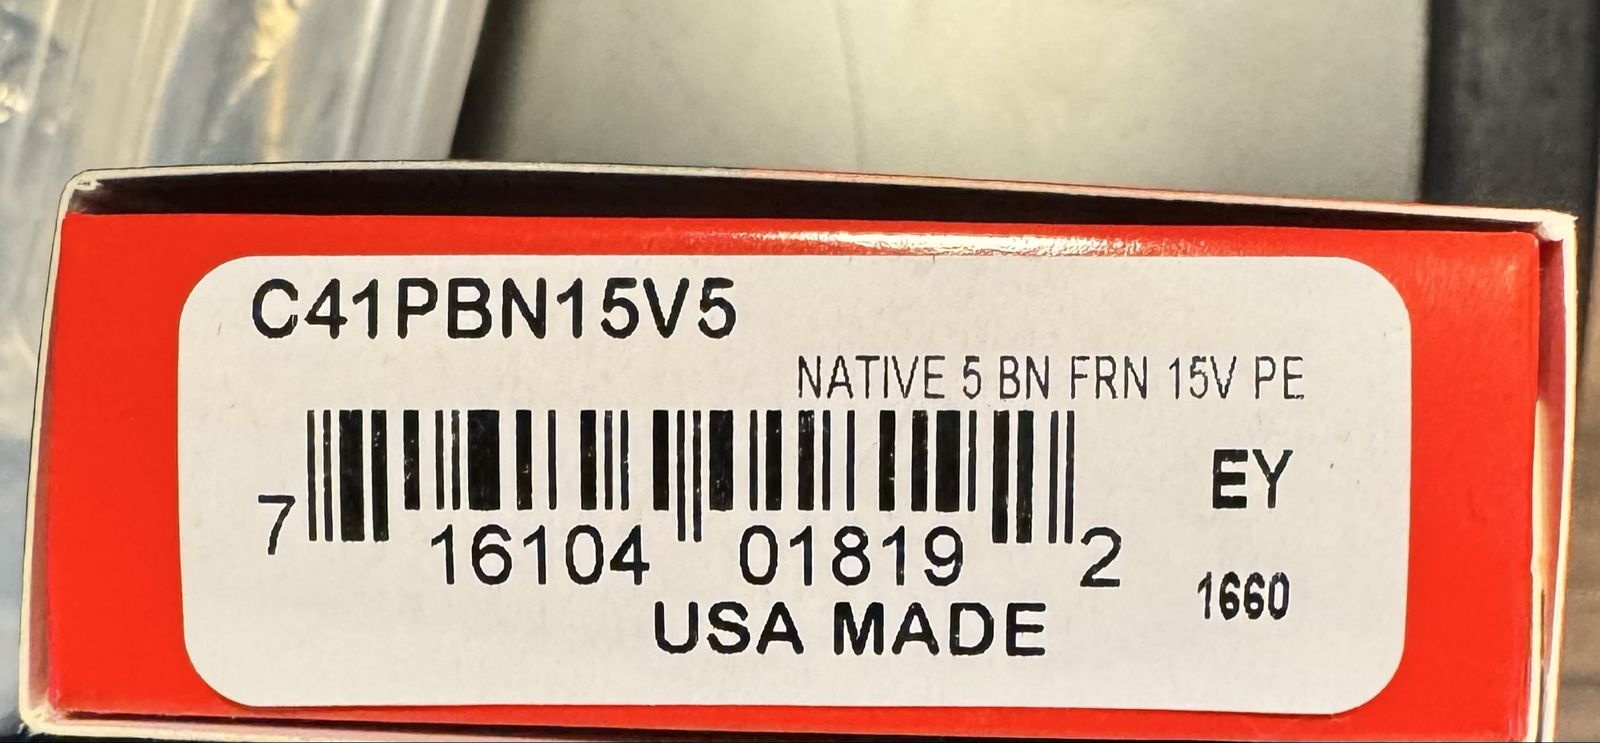 C41PBN15V5
NATIVE 5 BN FRN 15V PE
EY
7 16104 01819 2
1660
USA MADE